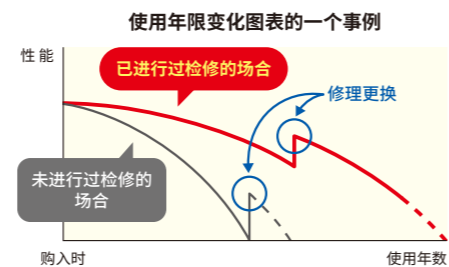 使用年限变化图表的一个事例
性能
已进行过检修的场合
修理更换
未进行过检修的
场合
购入时
使用年数